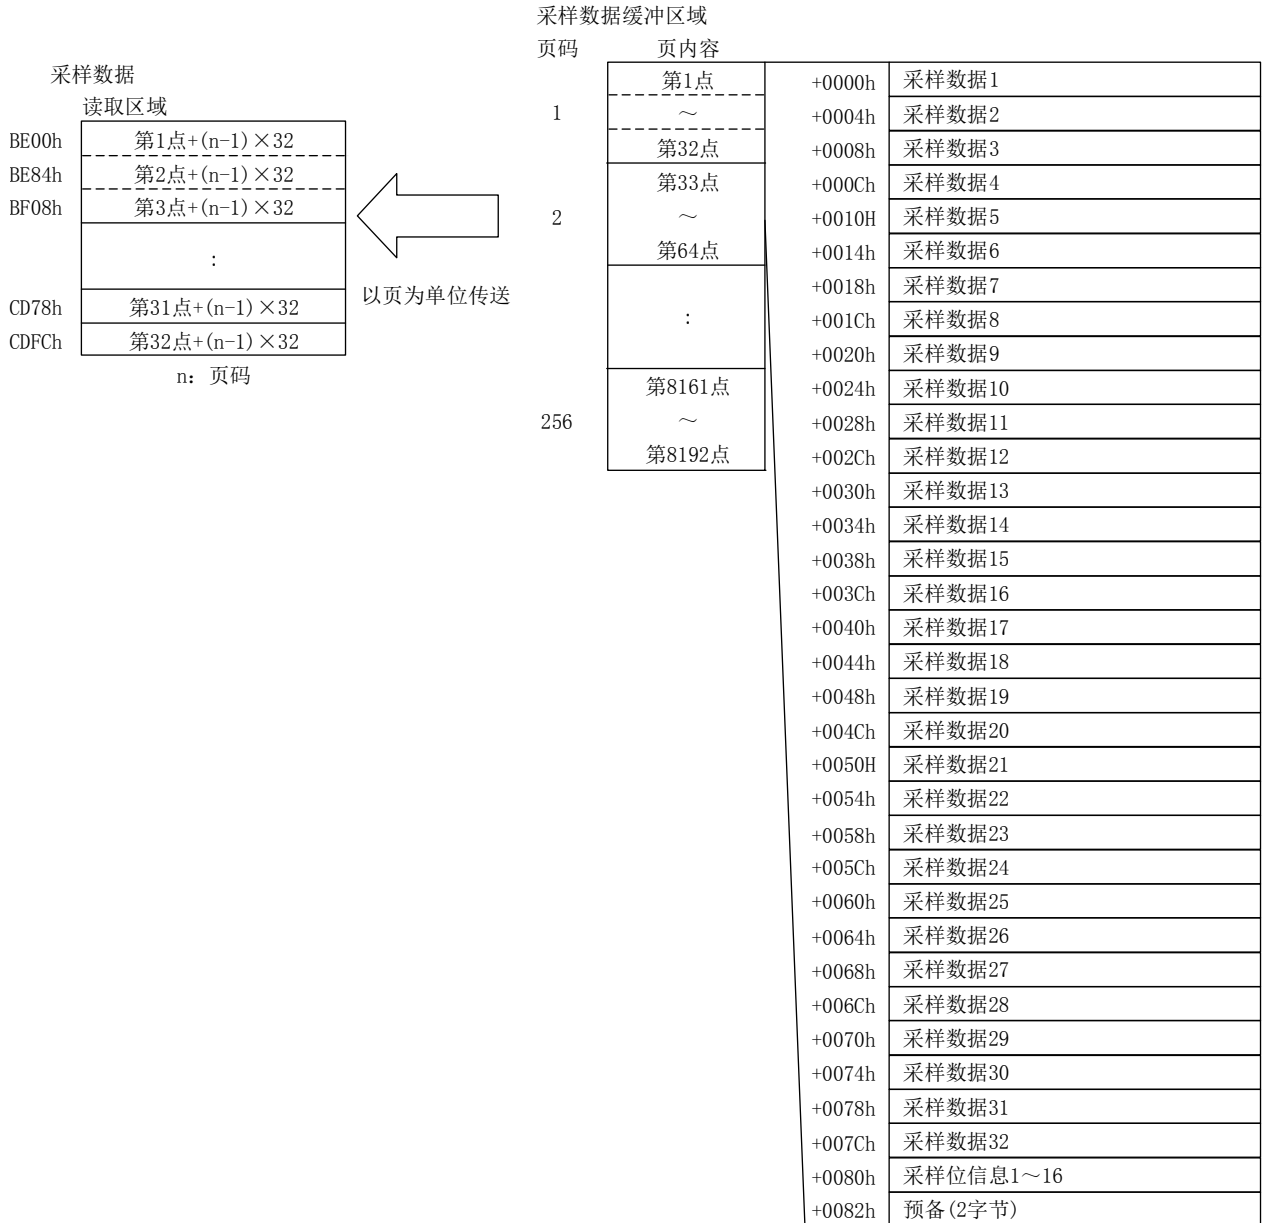 采样数据
读取区域
BE00h 第1点+(n-1)×32
BE84h 第2点+(n-1)×32
BF08h 第3点+(n-1)×32
:
CD78h 第31点+(n-1)×32
CDFCh 第32点+(n-1)×32
n: 页码
以页为单位传送
采样数据缓冲区域
页码 页内容
第1点
1 ～
第32点
第33点
2 ～
第64点
:
第8161点
256 ～
第8192点
+0000h 采样数据1
+0004h 采样数据2
+0008h 采样数据3
+000Ch 采样数据4
+0010H 采样数据5
+0014h 采样数据6
+0018h 采样数据7
+001Ch 采样数据8
+0020h 采样数据9
+0024h 采样数据10
+0028h 采样数据11
+002Ch 采样数据12
+0030h 采样数据13
+0034h 采样数据14
+0038h 采样数据15
+003Ch 采样数据16
+0040h 采样数据17
+0044h 采样数据18
+0048h 采样数据19
+004Ch 采样数据20
+0050H 采样数据21
+0054h 采样数据22
+0058h 采样数据23
+005Ch 采样数据24
+0060h 采样数据25
+0064h 采样数据26
+0068h 采样数据27
+006Ch 采样数据28
+0070h 采样数据29
+0074h 采样数据30
+0078h 采样数据31
+007Ch 采样数据32
+0080h 采样位信息1～16
+0082h 预备(2字节)